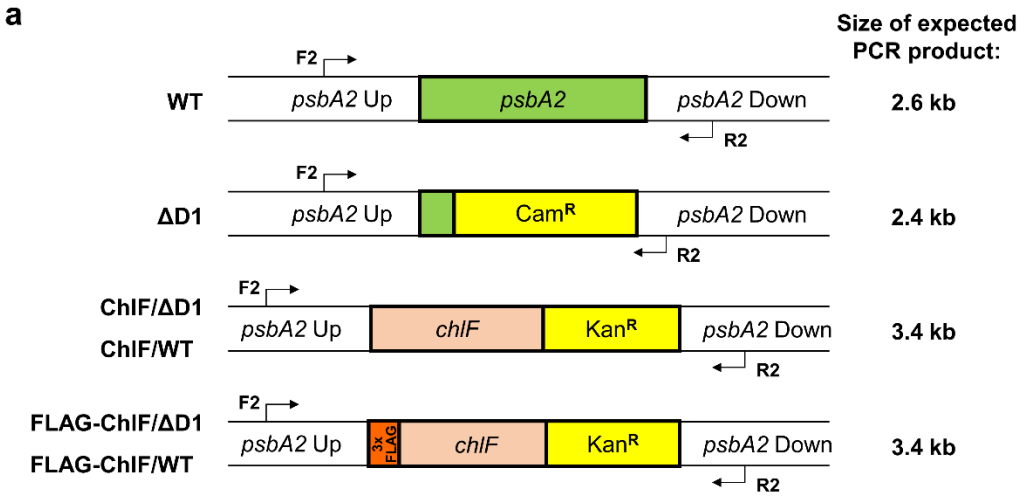 a
Size of expected
PCR product:
F2
WT
psbA2 Up
psbA2
psbA2 Down
2.6 kb
R2
F2
ΔD1
psbA2 Up
Camᴿ
psbA2 Down
2.4 kb
R2
F2
ChlF/ΔD1
ChlF/WT
psbA2 Up
chlF
Kanᴿ
psbA2 Down
3.4 kb
R2
F2
FLAG-ChlF/ΔD1
FLAG-ChlF/WT
psbA2 Up
3x
FLAG
chlF
Kanᴿ
psbA2 Down
3.4 kb
R2